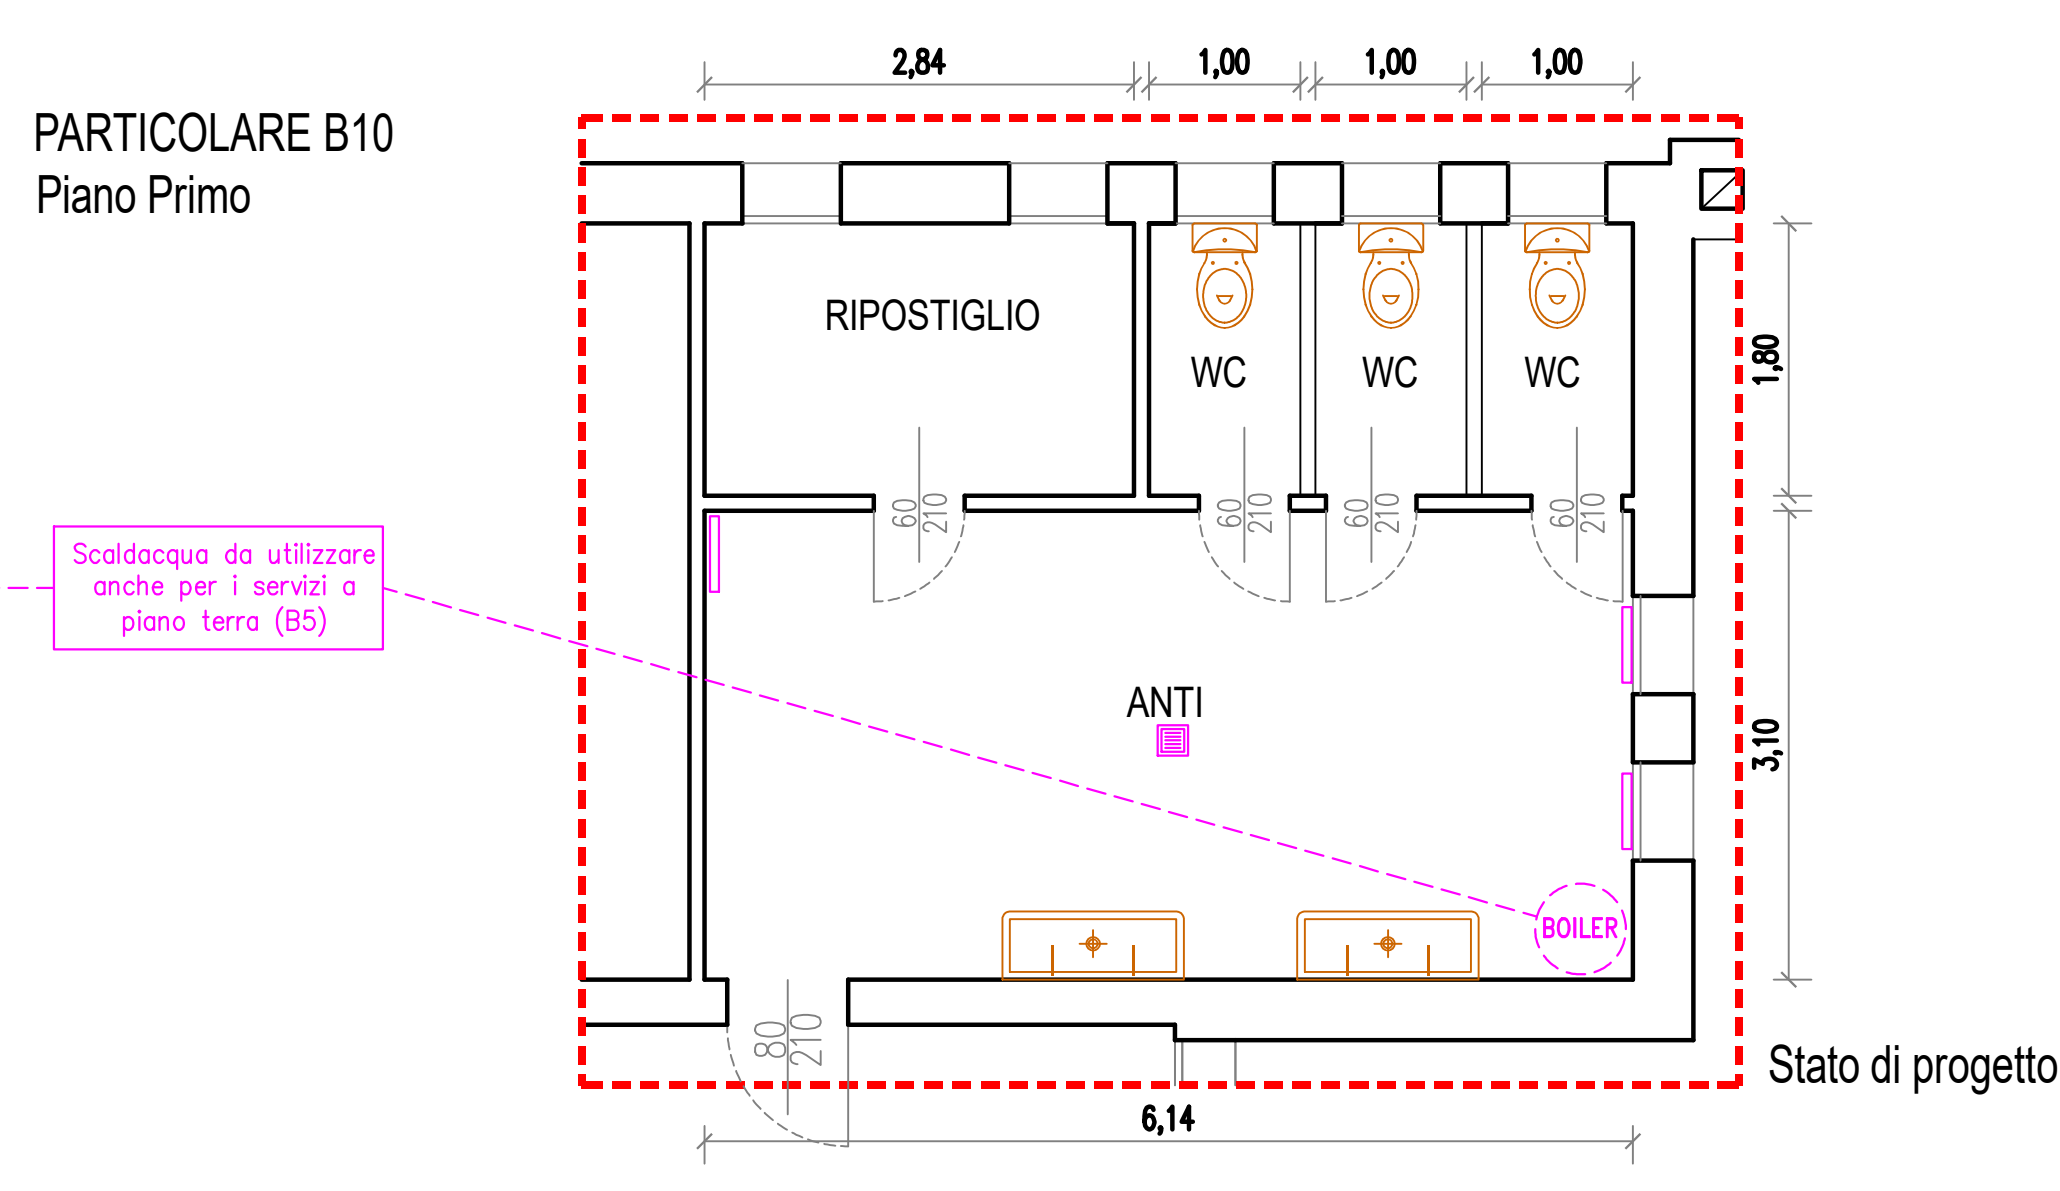 2,84
1,00
1,00
1,00
PARTICOLARE B10
Piano Primo
RIPOSTIGLIO
WC
WC
WC
1,80
60
210
60
210
60
210
60
210
Scaldacqua da utilizzare
anche per i servizi a
piano terra (B5)
ANTI
3,10
BOILER
80
210
Stato di progetto
6,14